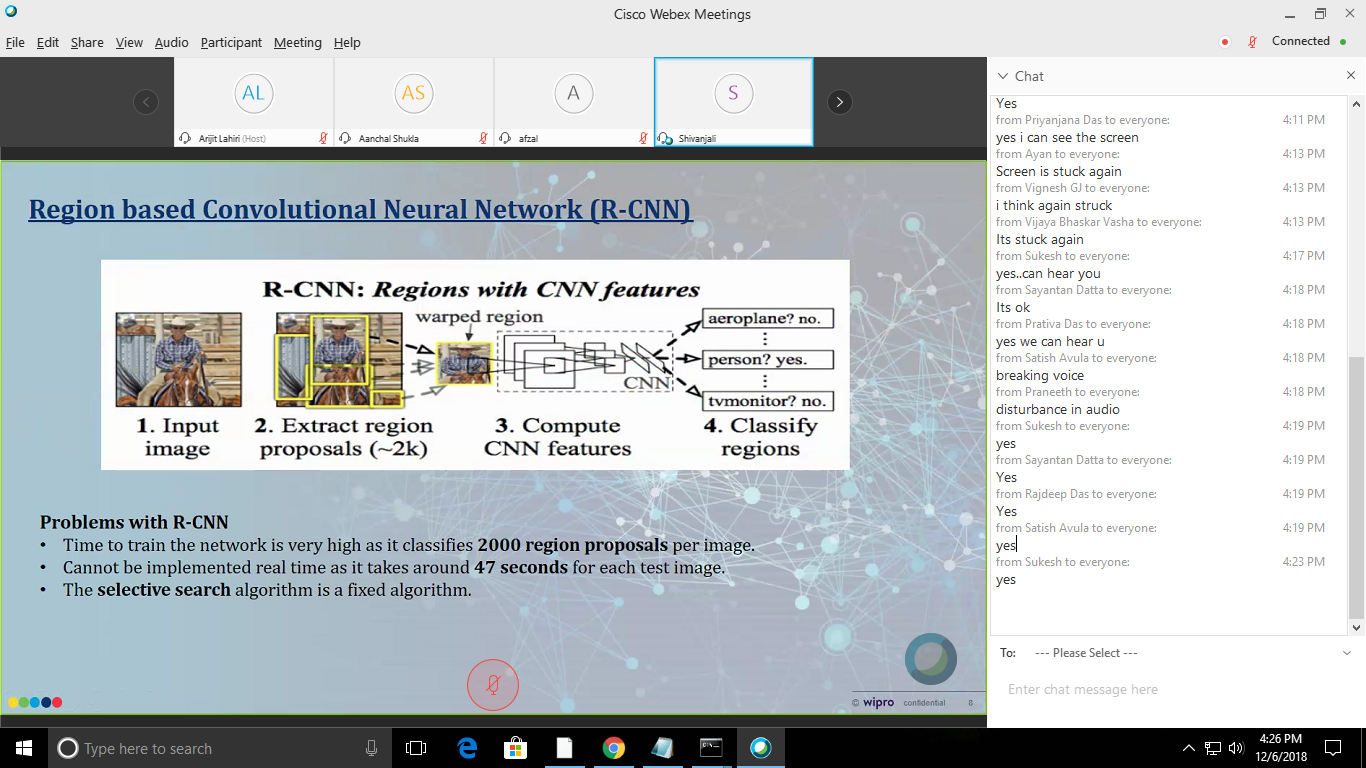 Cisco Webex Meetings
File Edit Share View Audio Participant Meeting Help
Connected
AL
AS
A
S
Arijit Lahiri (Host)
Aanchal Shukla
afzal
Shivanjali
Region based Convolutional Neural Network (R-CNN)
R-CNN: Regions with CNN features
warped region
aeroplane? no.
person? yes.
CNN
tvmonitor? no.
1. Input
image
2. Extract region
proposals (~2k)
3. Compute
CNN features
4. Classify
regions
Problems with R-CNN
• Time to train the network is very high as it classifies 2000 region proposals per image.
• Cannot be implemented real time as it takes around 47 seconds for each test image.
• The selective search algorithm is a fixed algorithm.
© wipro confidential 8
Chat
Yes
from Priyanjana Das to everyone: 4:11 PM
yes i can see the screen
from Ayan to everyone: 4:13 PM
Screen is stuck again
from Vignesh GJ to everyone: 4:13 PM
i think again struck
from Vijaya Bhaskar Vasha to everyone: 4:13 PM
Its stuck again
from Sukesh to everyone: 4:17 PM
yes..can hear you
from Sayantan Datta to everyone: 4:18 PM
Its ok
from Prativa Das to everyone: 4:18 PM
yes we can hear u
from Satish Avula to everyone: 4:18 PM
breaking voice
from Praneeth to everyone: 4:18 PM
disturbance in audio
from Sukesh to everyone: 4:19 PM
yes
from Sayantan Datta to everyone: 4:19 PM
Yes
from Rajdeep Das to everyone: 4:19 PM
Yes
from Satish Avula to everyone: 4:19 PM
yes
from Sukesh to everyone: 4:23 PM
yes
To: --- Please Select ---
Enter chat message here
Type here to search
4:26 PM
12/6/2018